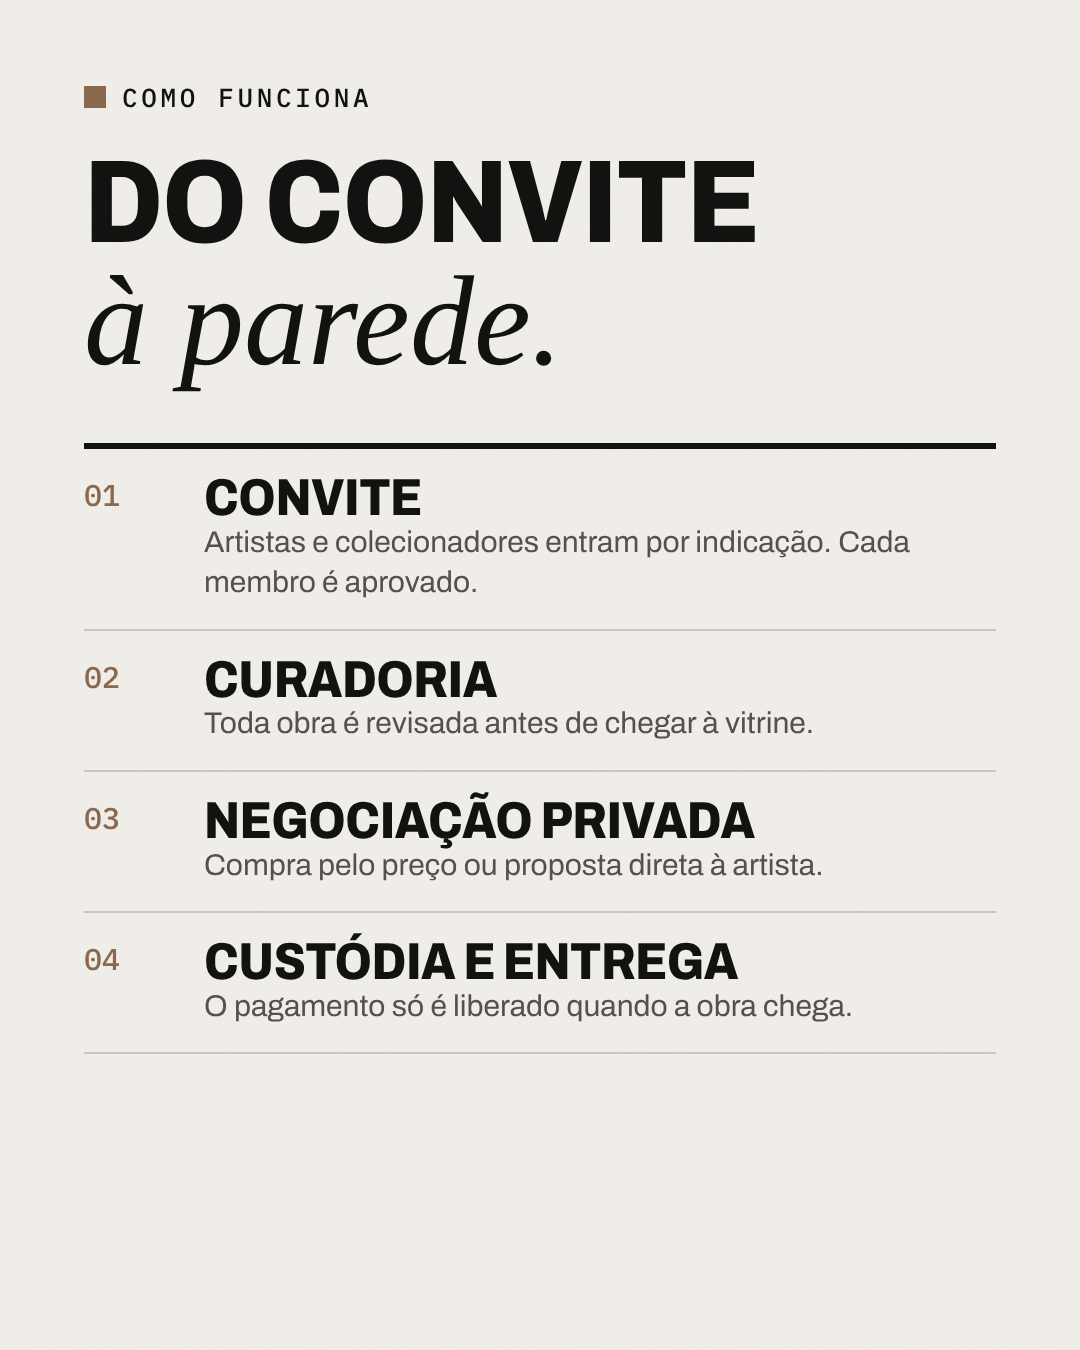 COMO FUNCIONA
DO CONVITE
à parede.
01
CONVITE
Artistas e colecionadores entram por indicação. Cada
membro é aprovado.
02
CURADORIA
Toda obra é revisada antes de chegar à vitrine.
03
NEGOCIAÇÃO PRIVADA
Compra pelo preço ou proposta direta à artista.
04
CUSTÓDIA E ENTREGA
O pagamento só é liberado quando a obra chega.